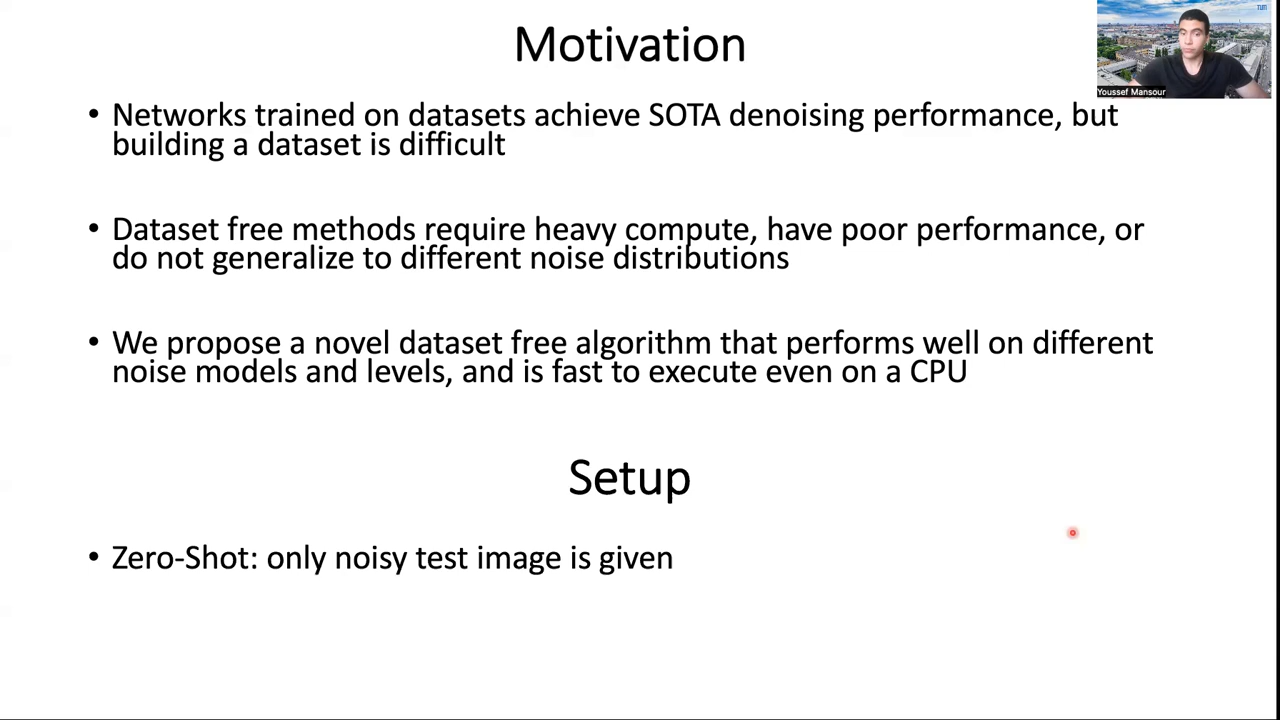 Motivation
TUM
Youssef Mansour
• Networks trained on datasets achieve SOTA denoising performance, but
building a dataset is difficult
• Dataset free methods require heavy compute, have poor performance, or
do not generalize to different noise distributions
• We propose a novel dataset free algorithm that performs well on different
noise models and levels, and is fast to execute even on a CPU
Setup
• Zero-Shot: only noisy test image is given